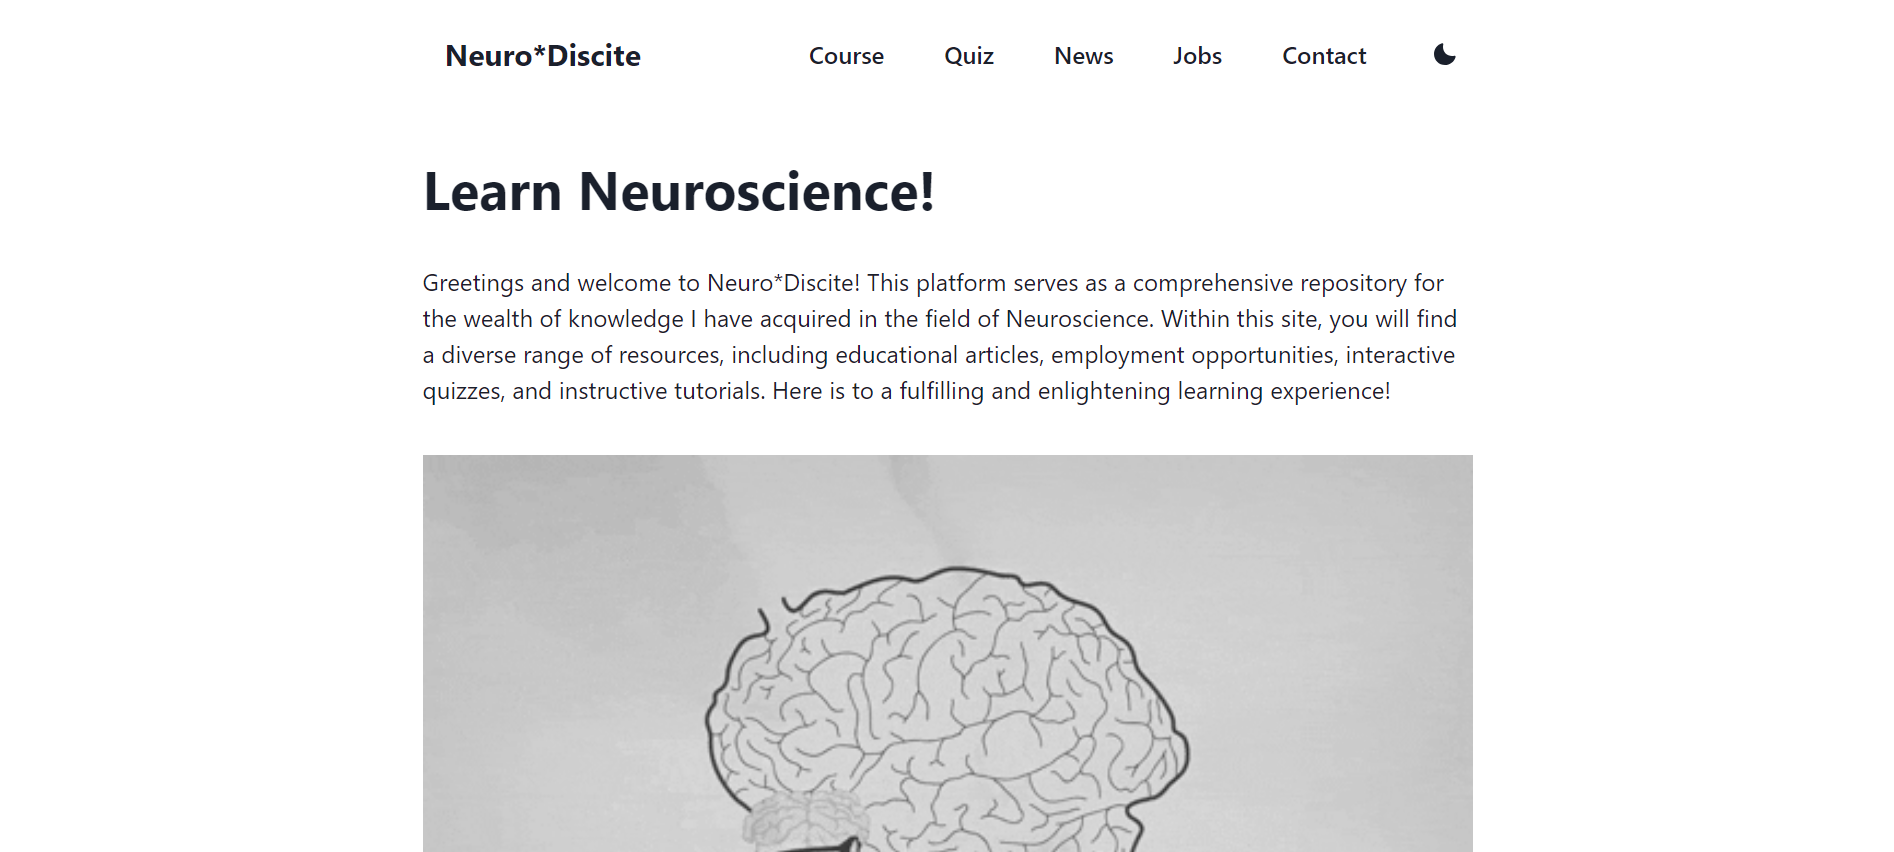 Neuro*Discite Course Quiz News Jobs Contact
Learn Neuroscience!
Greetings and welcome to Neuro*Discite! This platform serves as a comprehensive repository for
the wealth of knowledge I have acquired in the field of Neuroscience. Within this site, you will find
a diverse range of resources, including educational articles, employment opportunities, interactive
quizzes, and instructive tutorials. Here is to a fulfilling and enlightening learning experience!